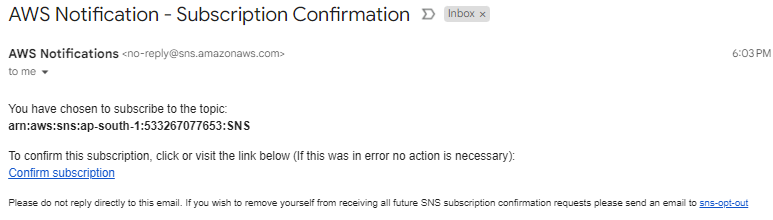 AWS Notification - Subscription Confirmation Inbox x
AWS Notifications <no-reply@sns.amazonaws.com> 6:03 PM
to me
You have chosen to subscribe to the topic:
arn:aws:sns:ap-south-1:533267077653:SNS
To confirm this subscription, click or visit the link below (If this was in error no action is necessary):
Confirm subscription
Please do not reply directly to this email. If you wish to remove yourself from receiving all future SNS subscription confirmation requests please send an email to sns-opt-out